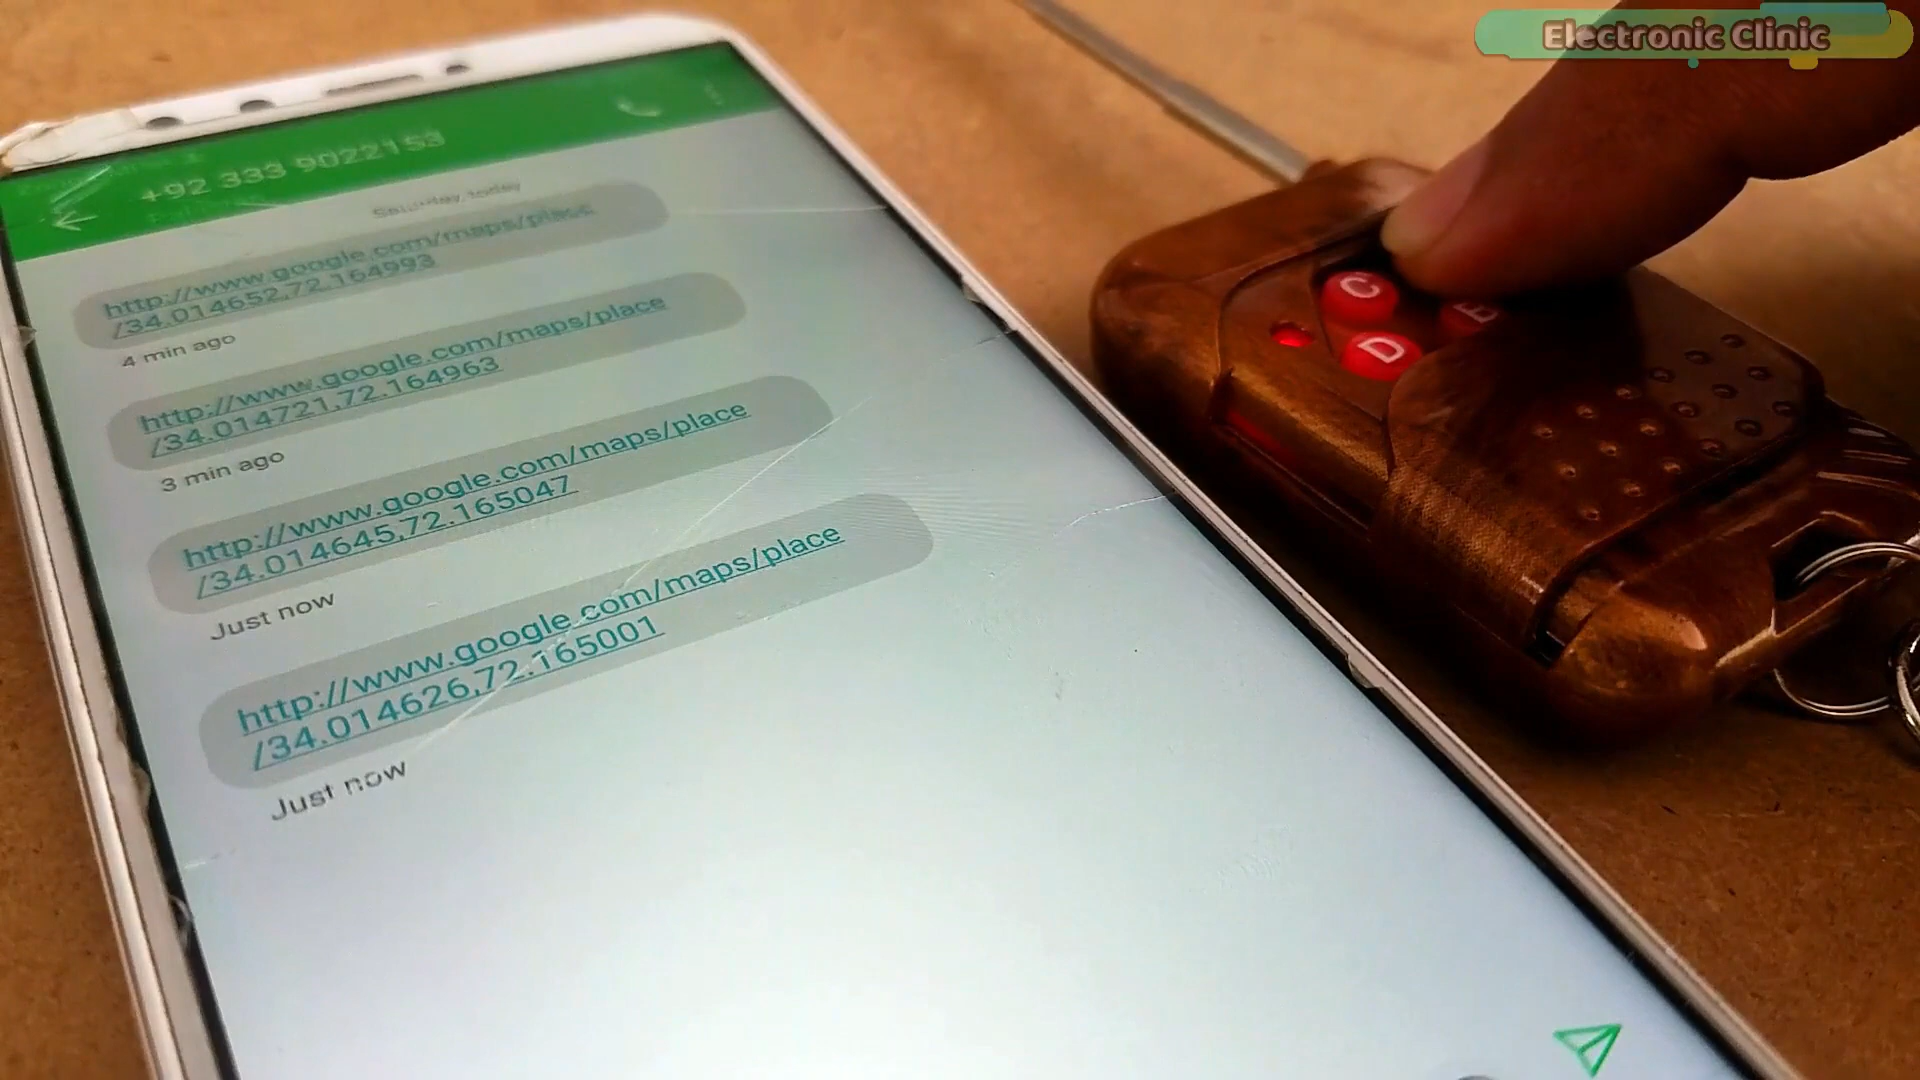 Electronic Clinic
+92 333 9022153
Saturday, today
http://www.google.com/maps/place
/34.014652,72.164993
4 min ago
http://www.google.com/maps/place
/34.014721,72.164963
3 min ago
http://www.google.com/maps/place
/34.014645,72.165047
Just now
http://www.google.com/maps/place
/34.014626,72.165001
Just now
C
D